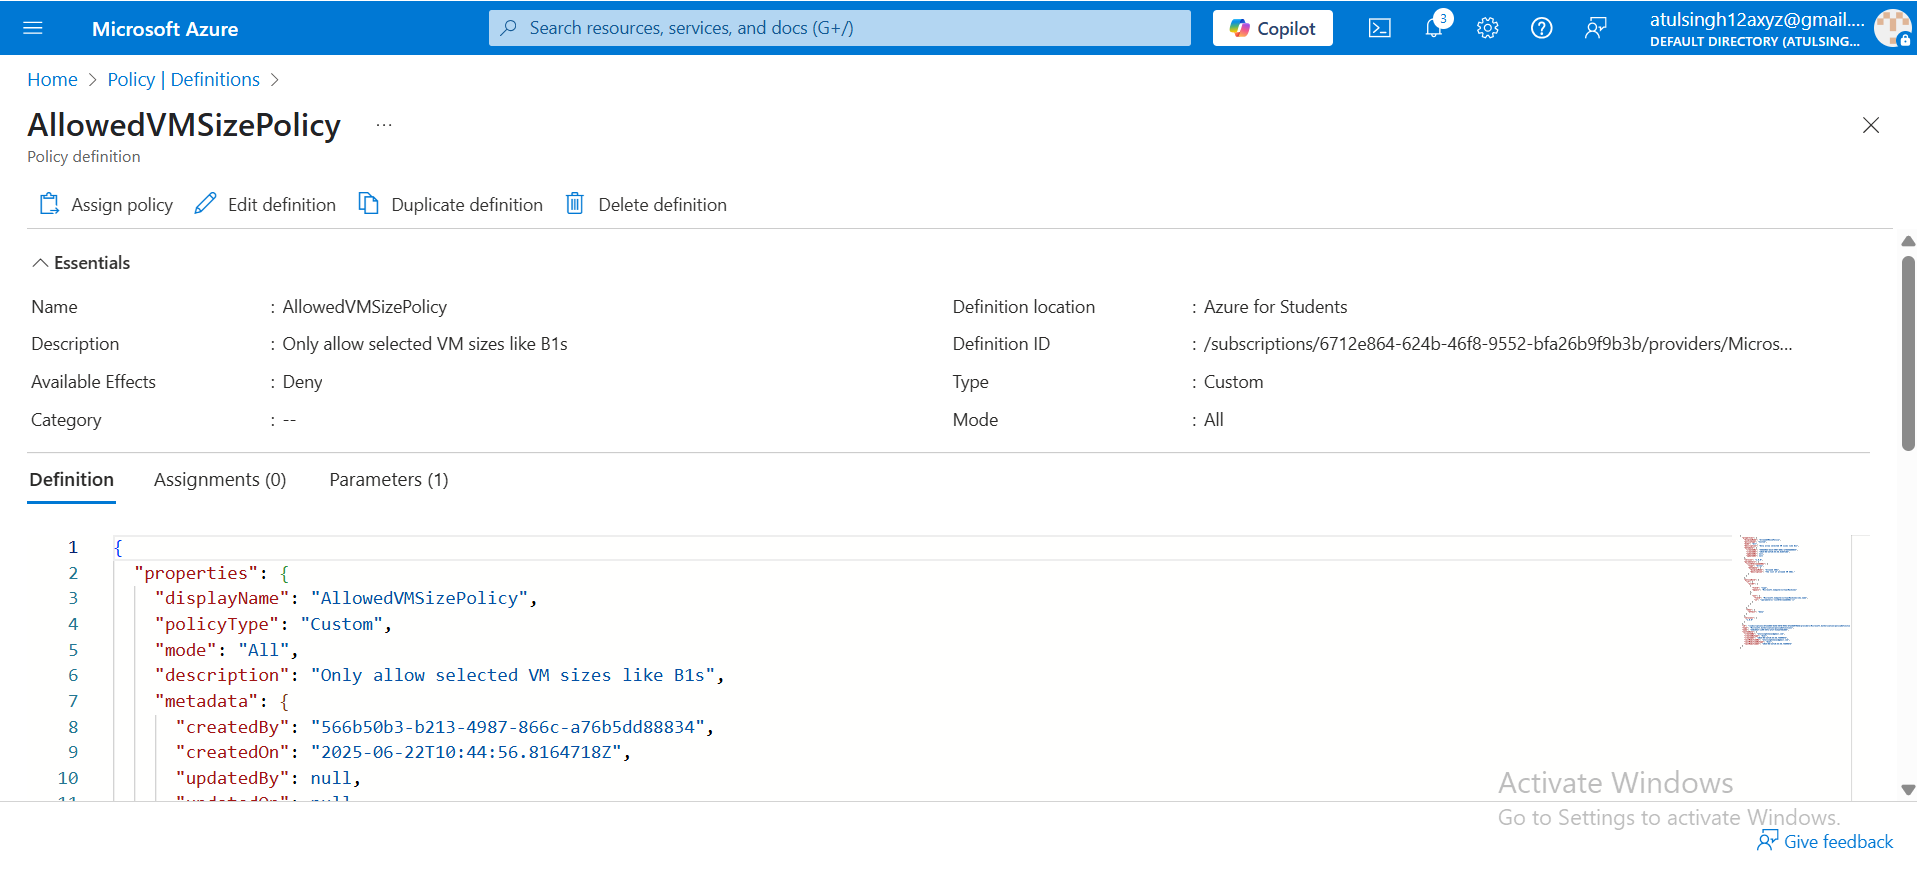 Microsoft Azure
Search resources, services, and docs (G+/)
Copilot
3
atulsingh12axyz@gmail....
DEFAULT DIRECTORY (ATULSING...
Home > Policy | Definitions >
AllowedVMSizePolicy ...
Policy definition
Assign policy Edit definition Duplicate definition Delete definition
Essentials
Name : AllowedVMSizePolicy
Definition location : Azure for Students
Description : Only allow selected VM sizes like B1s
Definition ID : /subscriptions/6712e864-624b-46f8-9552-bfa26b9f9b3b/providers/Micros...
Available Effects : Deny
Type : Custom
Category : --
Mode : All
Definition Assignments (0) Parameters (1)
1 {
2 "properties": {
3 "displayName": "AllowedVMSizePolicy",
4 "policyType": "Custom",
5 "mode": "All",
6 "description": "Only allow selected VM sizes like B1s",
7 "metadata": {
8 "createdBy": "566b50b3-b213-4987-866c-a76b5dd88834",
9 "createdOn": "2025-06-22T10:44:56.8164718Z",
10 "updatedBy": null,
11 "updatedOn": null
Activate Windows
Go to Settings to activate Windows.
Give feedback